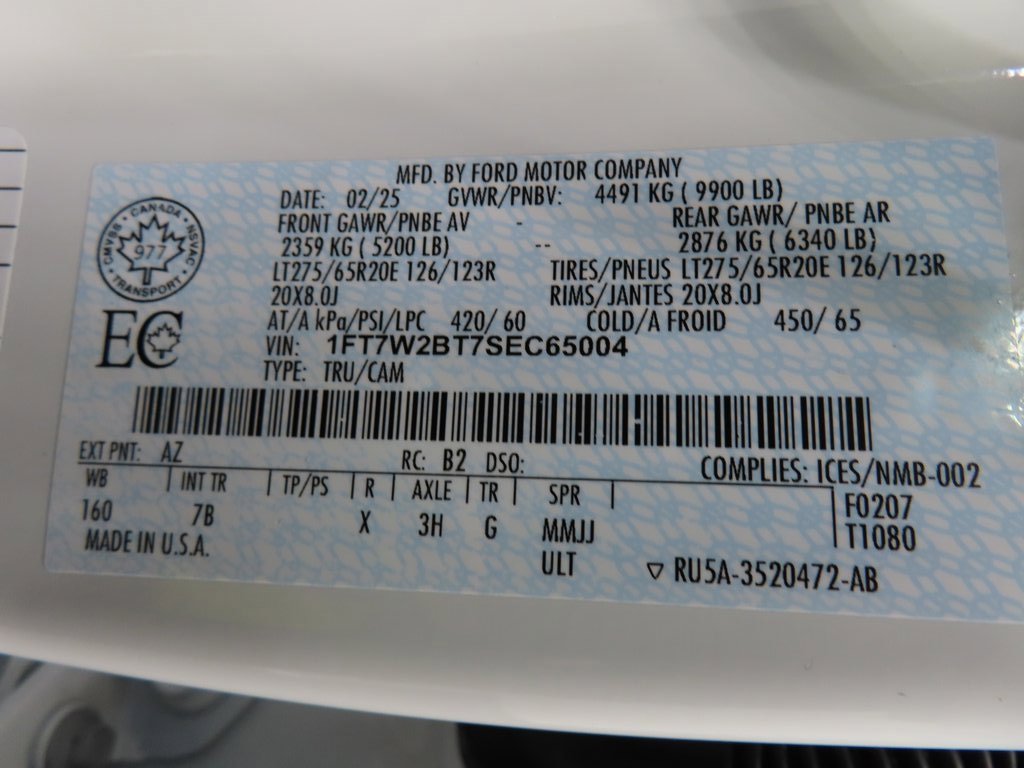 MFD. BY FORD MOTOR COMPANY
DATE: 02/25 GVWR/PNBV: 4491 KG ( 9900 LB)
FRONT GAWR/PNBE AV - REAR GAWR/ PNBE AR
2359 KG ( 5200 LB) -- 2876 KG ( 6340 LB)
LT275/65R20E 126/123R TIRES/PNEUS LT275/65R20E 126/123R
20X8.0J RIMS/JANTES 20X8.0J
AT/A kPa/PSI/LPC 420/ 60 COLD/A FROID 450/ 65
VIN: 1FT7W2BT7SEC65004
TYPE: TRU/CAM
CANADA
CMVSS NSVAC
977
TRANSPORT
EC
EXT PNT: AZ RC: B2 DSO: COMPLIES: ICES/NMB-002
WB INT TR TP/PS R AXLE TR SPR F0207
160 7B X 3H G MMJJ T1080
MADE IN U.S.A. ULT RU5A-3520472-AB